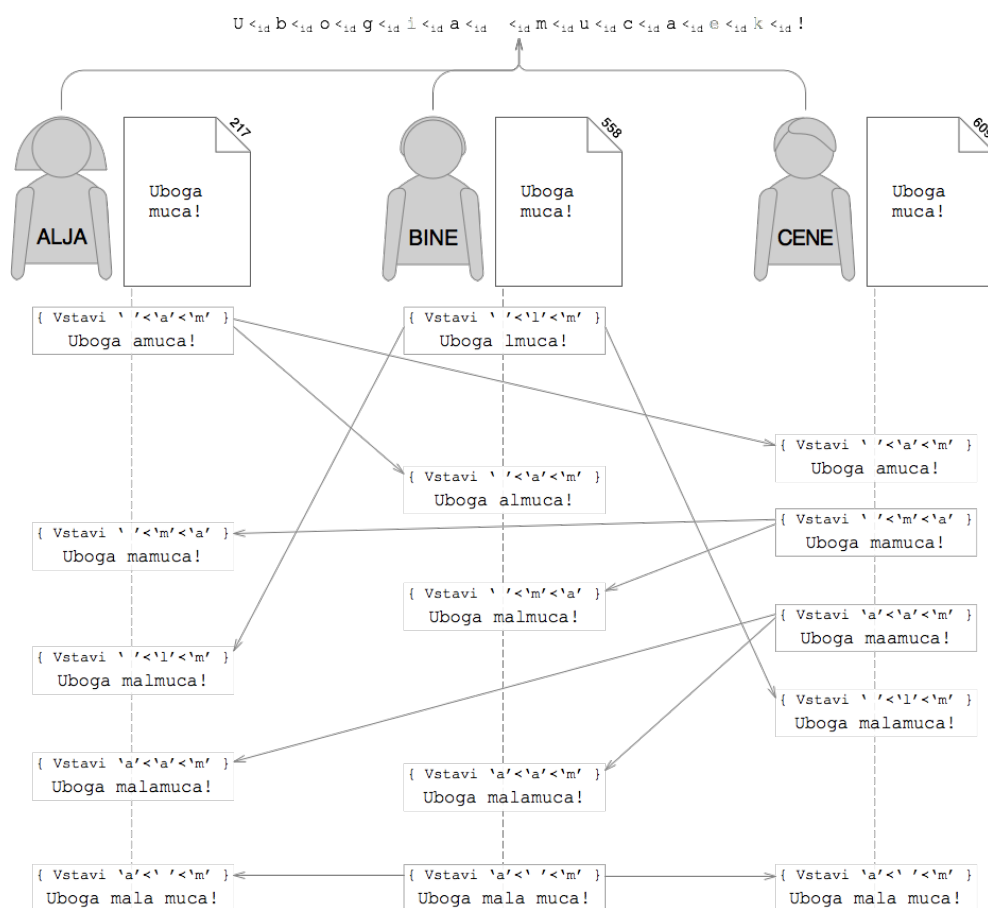 U <id b <id o <id g <id i <id a <id   <id m <id u <id c <id a <id e <id k <id !
217
558
609
Uboga
muca!
Uboga
muca!
Uboga
muca!
ALJA
BINE
CENE
{ Vstavi ‘ ’<‘a’<‘m’ }
Uboga amuca!
{ Vstavi ‘ ’<‘l’<‘m’ }
Uboga lmuca!
{ Vstavi ‘ ’<‘a’<‘m’ }
Uboga amuca!
{ Vstavi ‘ ’<‘a’<‘m’ }
Uboga almuca!
{ Vstavi ‘ ’<‘m’<‘a’ }
Uboga mamuca!
{ Vstavi ‘ ’<‘m’<‘a’ }
Uboga mamuca!
{ Vstavi ‘ ’<‘m’<‘a’ }
Uboga malmuca!
{ Vstavi ‘a’<‘a’<‘m’ }
Uboga maamuca!
{ Vstavi ‘ ’<‘l’<‘m’ }
Uboga malmuca!
{ Vstavi ‘ ’<‘l’<‘m’ }
Uboga malamuca!
{ Vstavi ‘a’<‘a’<‘m’ }
Uboga malamuca!
{ Vstavi ‘a’<‘a’<‘m’ }
Uboga malamuca!
{ Vstavi ‘a’<‘ ’<‘m’ }
Uboga mala muca!
{ Vstavi ‘a’<‘ ’<‘m’ }
Uboga mala muca!
{ Vstavi ‘a’<‘ ’<‘m’ }
Uboga mala muca!